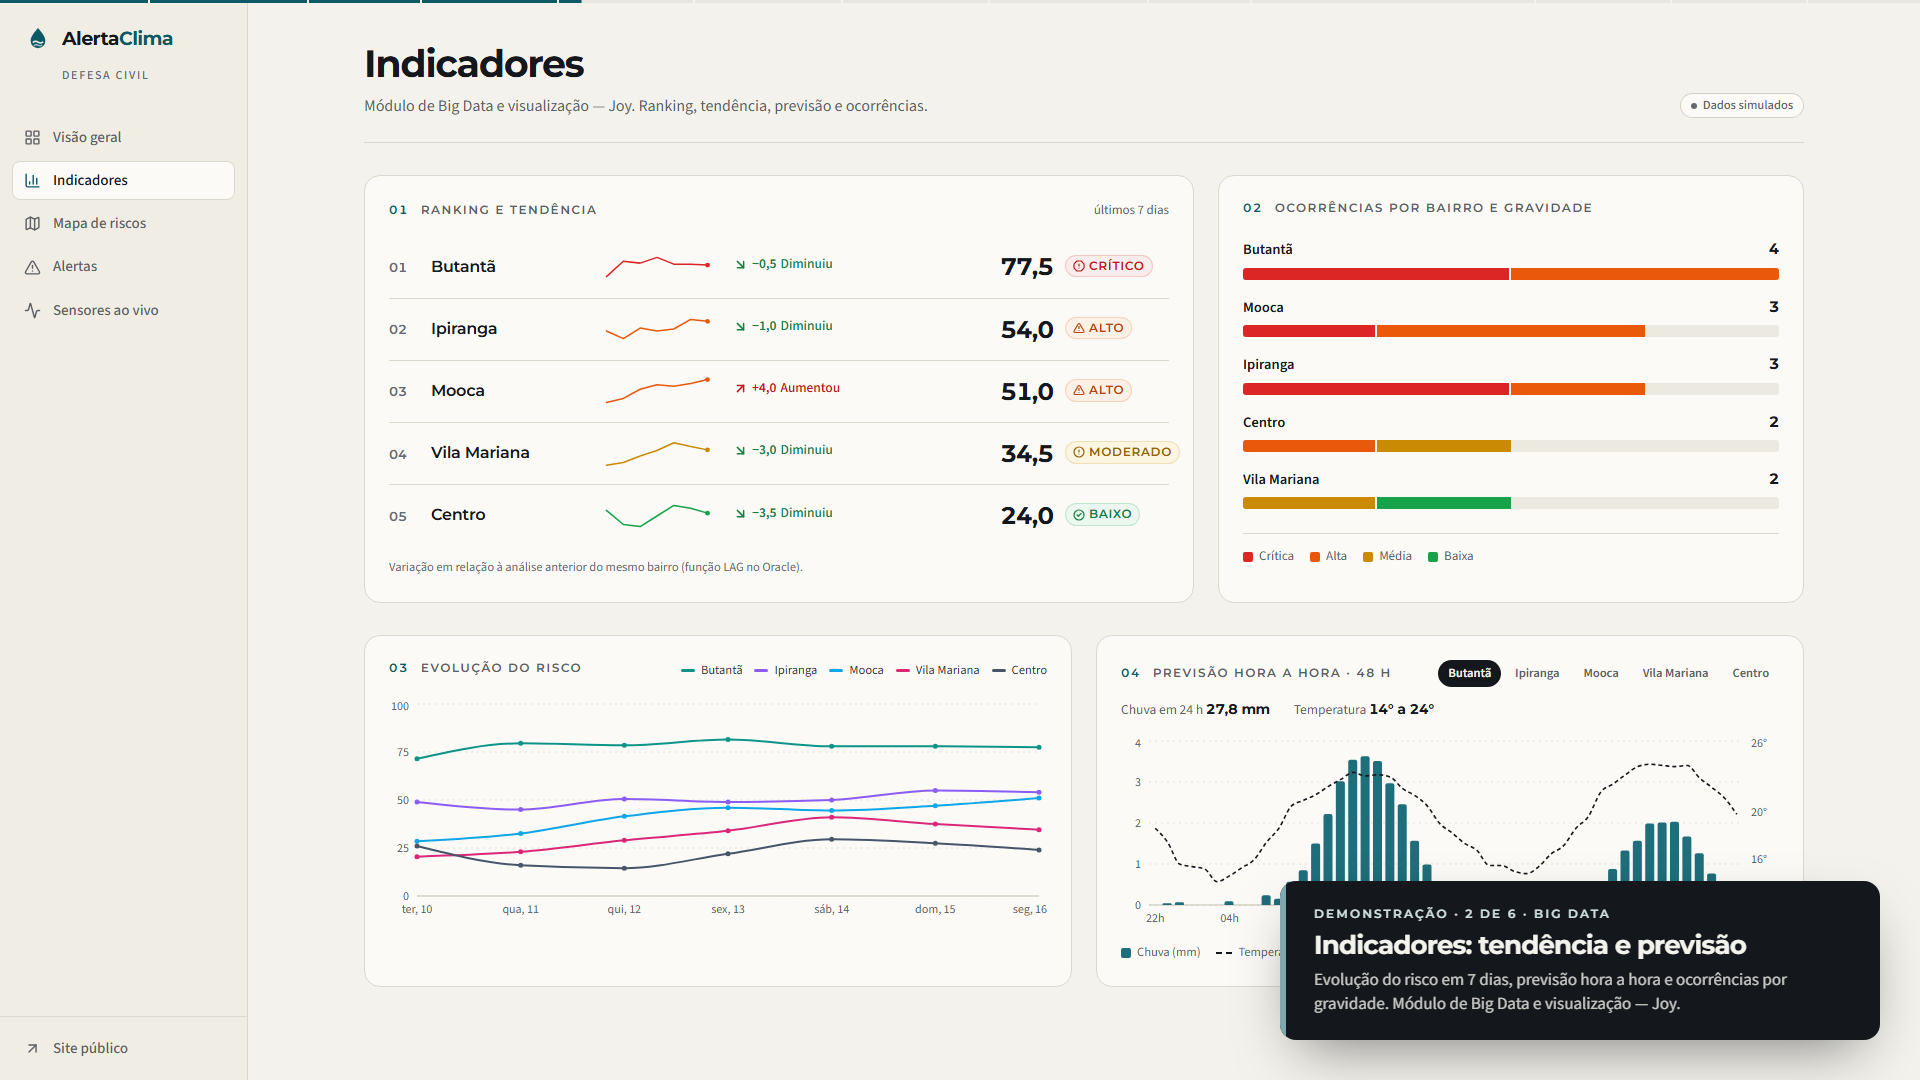 AlertaClima
DEFESA CIVIL
Visão geral
Indicadores
Mapa de riscos
Alertas
Sensores ao vivo
Site público
Indicadores
Módulo de Big Data e visualização — Joy. Ranking, tendência, previsão e ocorrências.
Dados simulados
01 RANKING E TENDÊNCIA
últimos 7 dias
01 Butantã −0,5 Diminuiu 77,5 CRÍTICO
02 Ipiranga −1,0 Diminuiu 54,0 ALTO
03 Mooca +4,0 Aumentou 51,0 ALTO
04 Vila Mariana −3,0 Diminuiu 34,5 MODERADO
05 Centro −3,5 Diminuiu 24,0 BAIXO
Variação em relação à análise anterior do mesmo bairro (função LAG no Oracle).
02 OCORRÊNCIAS POR BAIRRO E GRAVIDADE
Butantã 4
Mooca 3
Ipiranga 3
Centro 2
Vila Mariana 2
Crítica Alta Média Baixa
03 EVOLUÇÃO DO RISCO
Butantã Ipiranga Mooca Vila Mariana Centro
100
75
50
25
0
ter, 10 qua, 11 qui, 12 sex, 13 sáb, 14 dom, 15 seg, 16
04 PREVISÃO HORA A HORA · 48 H
Butantã Ipiranga Mooca Vila Mariana Centro
Chuva em 24 h 27,8 mm Temperatura 14° a 24°
4 26°
3
2 20°
1 16°
0
22h 04h
Chuva (mm) Tempera
DEMONSTRAÇÃO · 2 DE 6 · BIG DATA
Indicadores: tendência e previsão
Evolução do risco em 7 dias, previsão hora a hora e ocorrências por
gravidade. Módulo de Big Data e visualização — Joy.